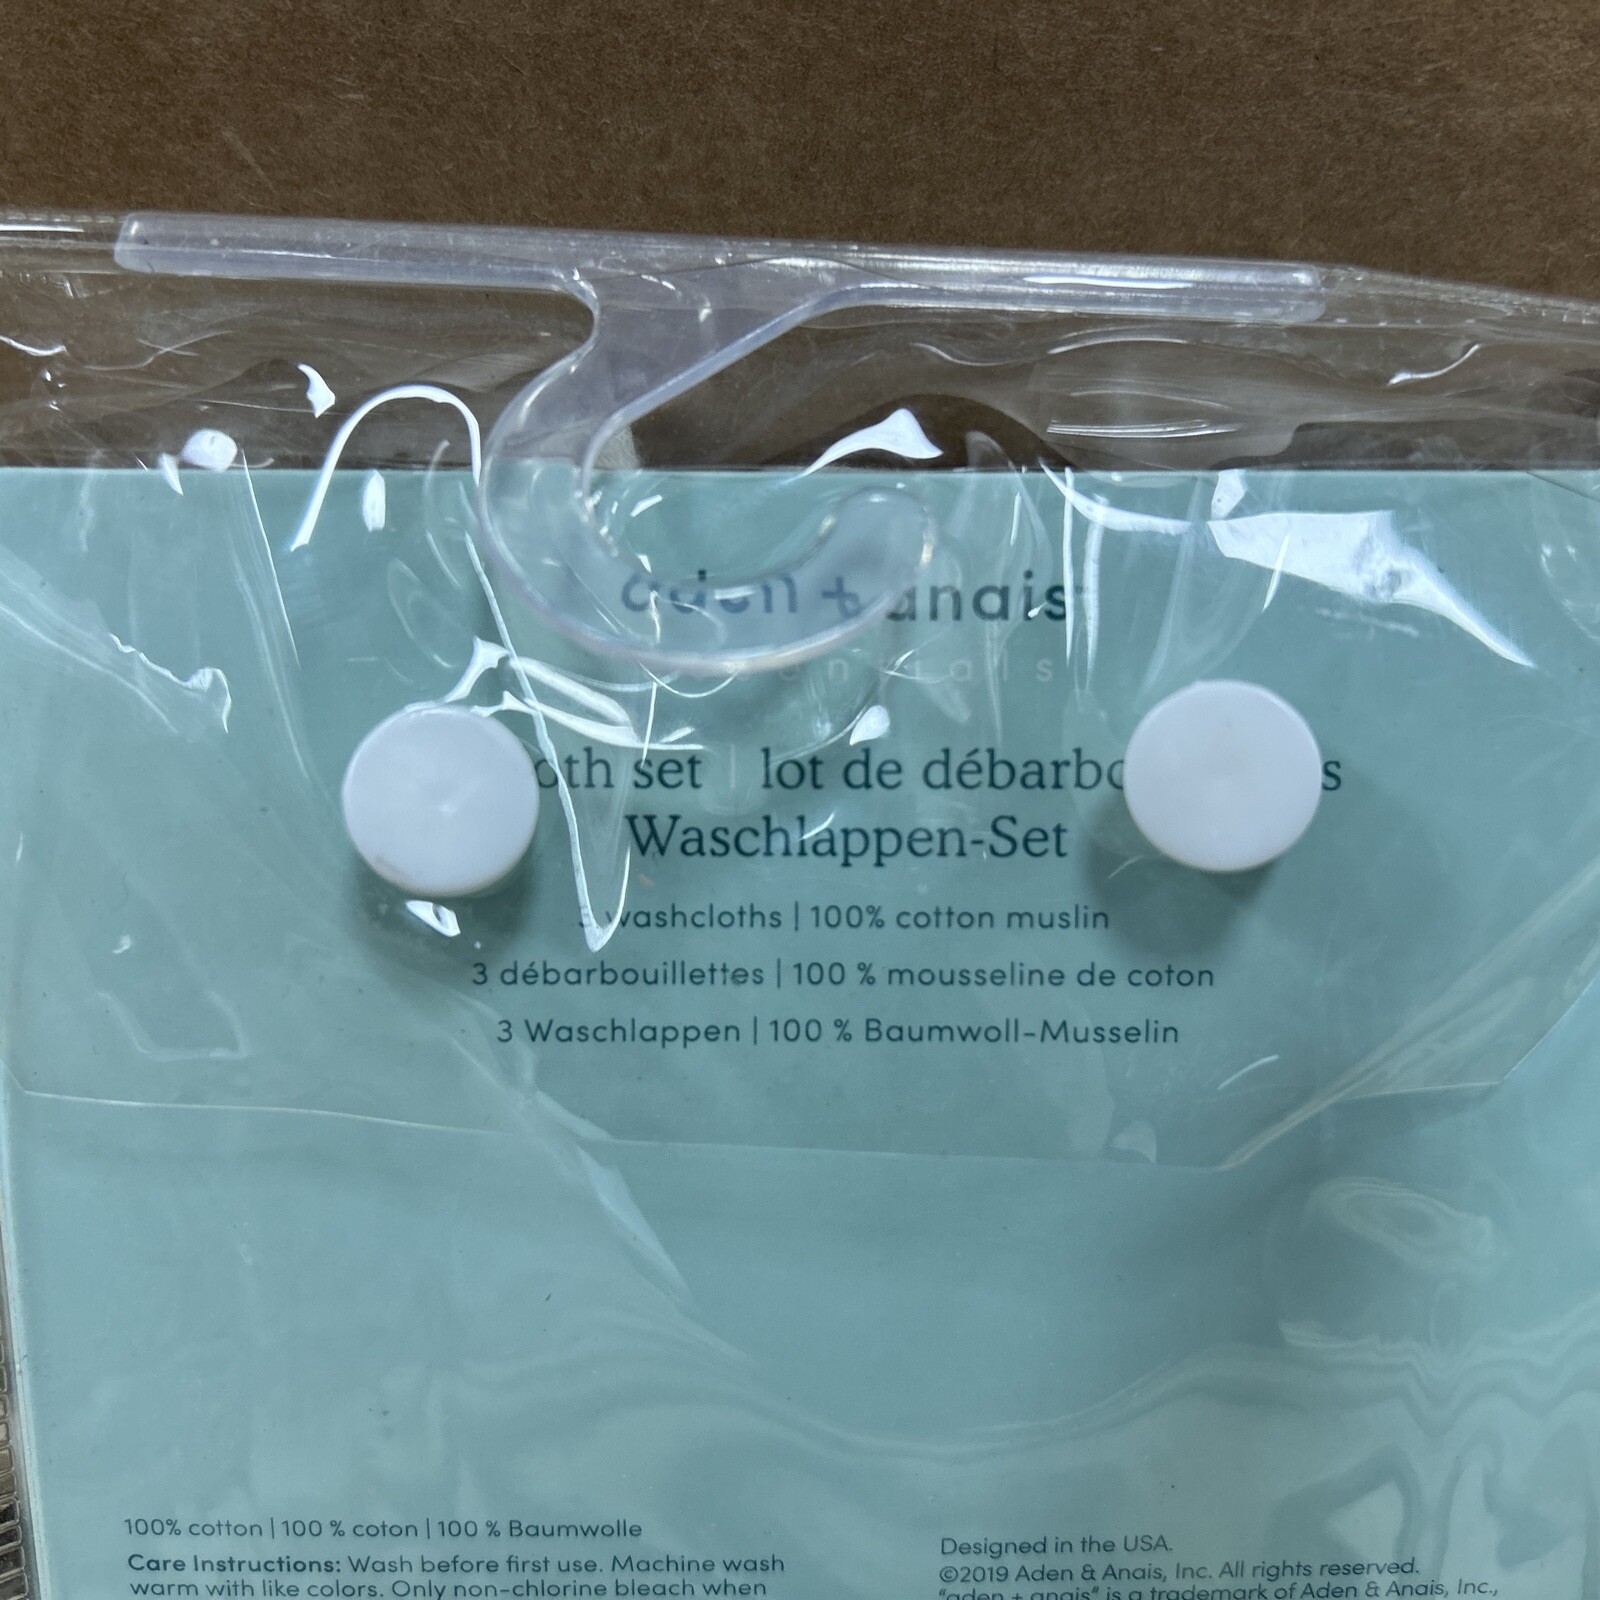 aden + anais
oth set | lot de débarbo s
Waschlappen-Set
3 washcloths | 100% cotton muslin
3 débarbouillettes | 100 % mousseline de coton
3 Waschlappen | 100 % Baumwoll-Musselin
100% cotton | 100 % coton | 100 % Baumwolle
Care Instructions: Wash before first use. Machine wash
warm with like colors. Only non-chlorine bleach when
Designed in the USA.
©2019 Aden & Anais, Inc. All rights reserved.
"aden + anais" is a trademark of Aden & Anais, Inc.,